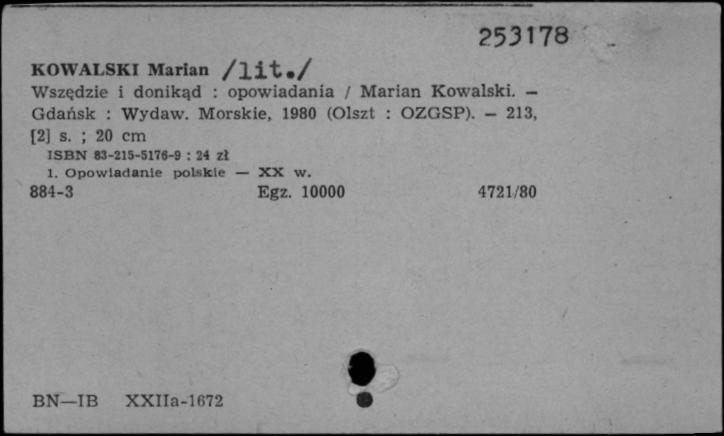 253178
KOWALSKI Marian /lit./
Wszędzie i donikąd : opowiadania / Marian Kowalski. —
Gdańsk : Wydaw. Morskie, 1980 (Olszt : OZGSP). — 213,
[2] s. ; 20 cm
ISBN 83-215-5176-9 : 24 zł
1. Opowiadanie polskie — XX w.
884-3 Egz. 10000 4721/80
BN—IB XXIIa-1672